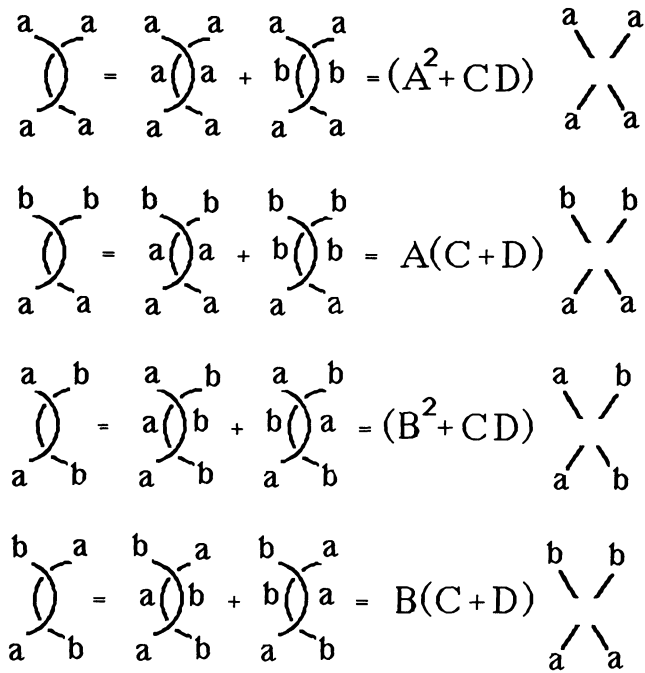 a a a a a a a a
a a = a a + b b = (A² + CD)
a a a a a a a a
b b b b b b b b
= a a + b b = A(C + D)
a a a a a a a a
a b a b a b a b
= a b + b a = (B² + CD)
a b a b a b a b
b a b a b a b b
= a b + b a = B(C + D)
a b a b a b a a